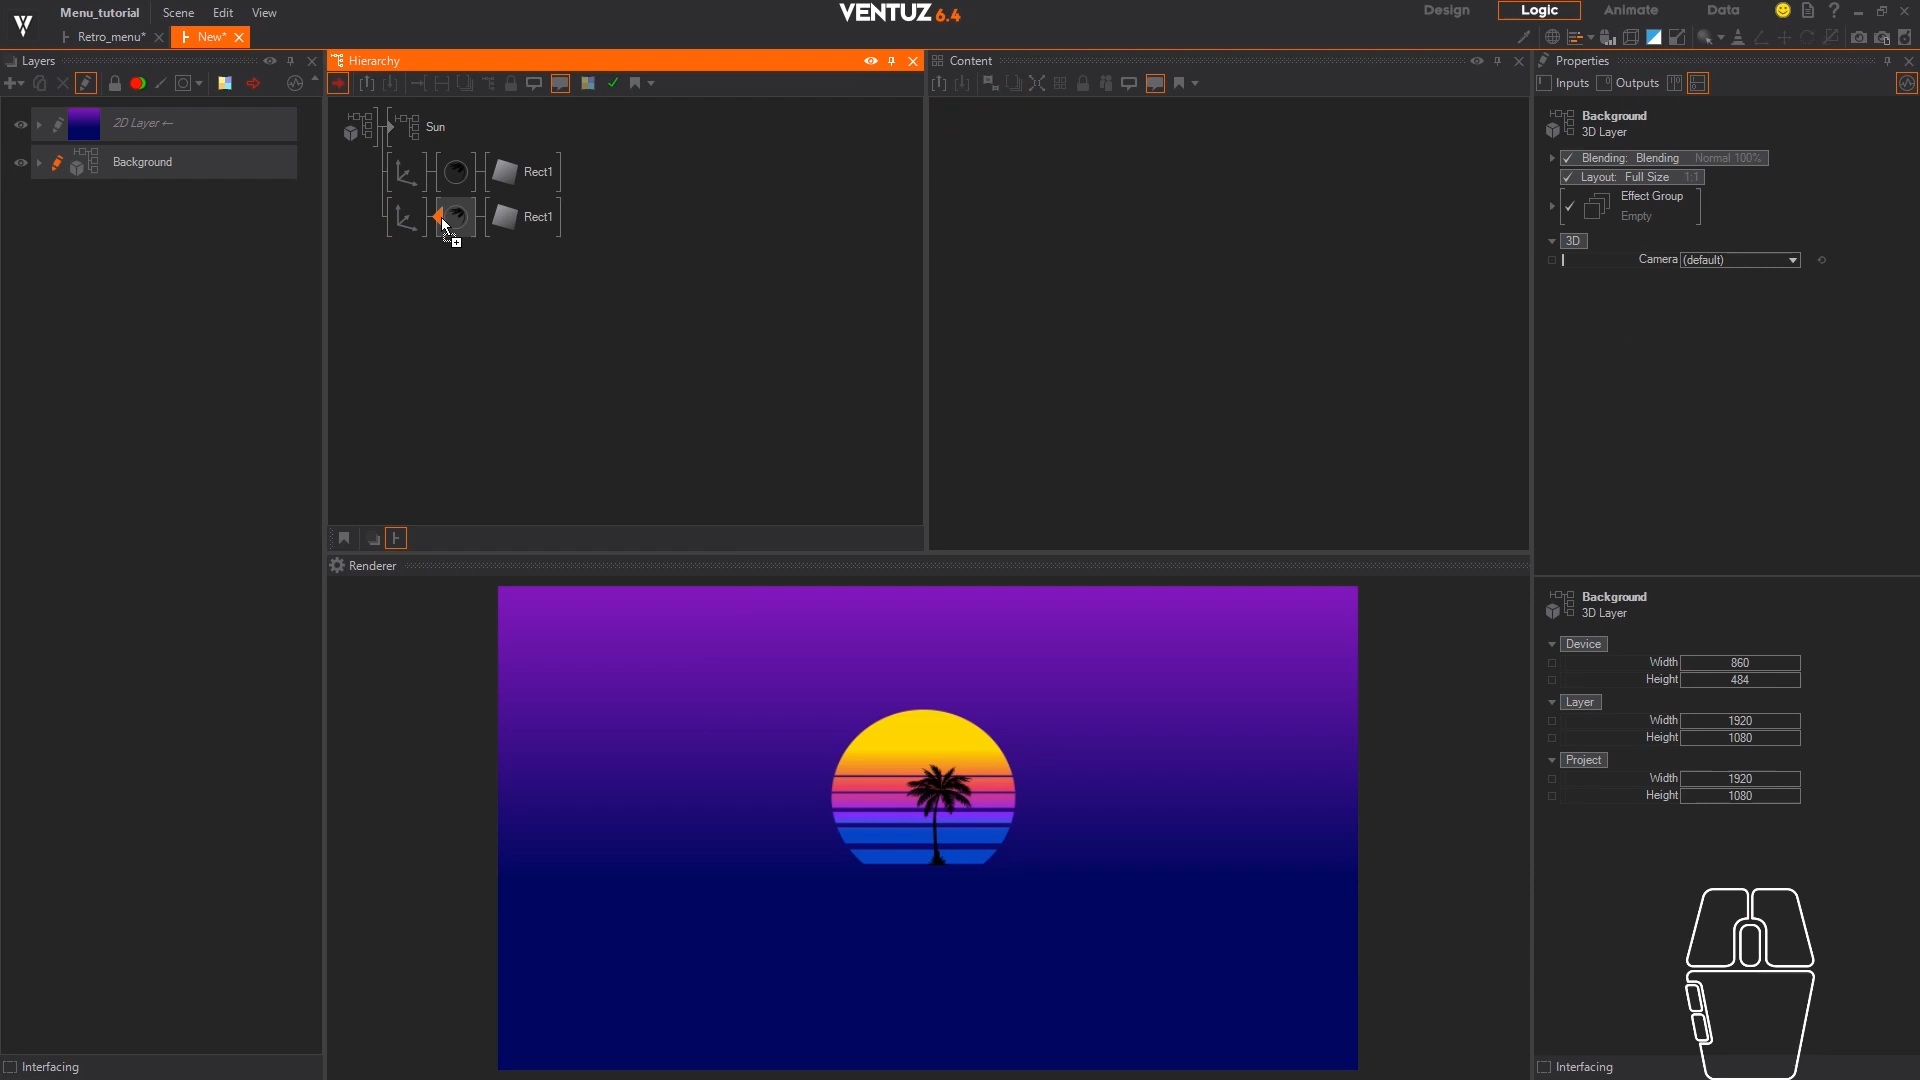 Menu_tutorial Scene Edit View
VENTUZ 6.4
Design Logic Animate Data
Retro_menu* New*
Layers
Hierarchy
Content
Properties
Inputs Outputs
2D Layer ←
Background
Sun
Rect1
Rect1
Background
3D Layer
Blending: Blending Normal 100%
Layout: Full Size 1:1
Effect Group
Empty
3D
Camera (default)
Renderer
Background
3D Layer
Device
Width 860
Height 484
Layer
Width 1920
Height 1080
Project
Width 1920
Height 1080
Interfacing
Interfacing